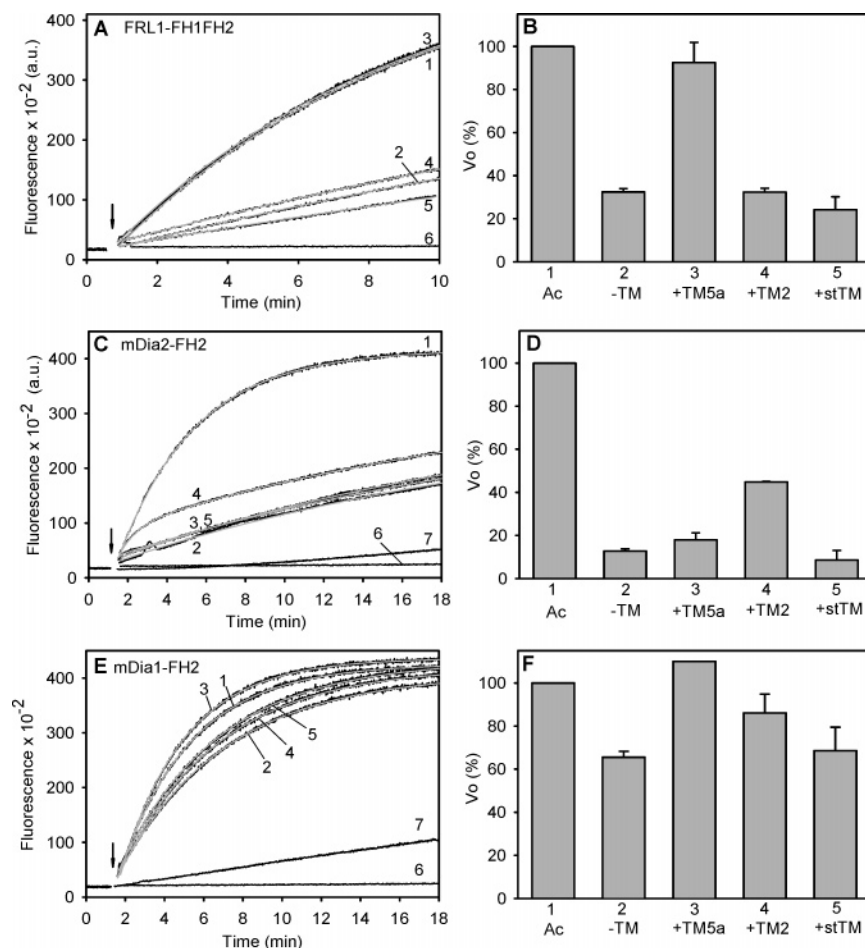 A FRL1-FH1FH2
Fluorescence x 10⁻² (a.u.)
400
300
200
100
0
3
1
4
2
5
6
0 2 4 6 8 10
Time (min)
B
Vo (%)
100
80
60
40
20
0
1 2 3 4 5
Ac -TM +TM5a +TM2 +stTM
C mDia2-FH2
Fluorescence x 10⁻² (a.u.)
400
300
200
100
0
1
4
3,5
2
7
6
0 2 4 6 8 10 12 14 16 18
Time (min)
D
Vo (%)
100
80
60
40
20
0
1 2 3 4 5
Ac -TM +TM5a +TM2 +stTM
E mDia1-FH2
Fluorescence x 10⁻²
400
300
200
100
0
3
1
5
4
2
7
6
0 2 4 6 8 10 12 14 16 18
Time (min)
F
Vo (%)
100
80
60
40
20
0
1 2 3 4 5
Ac -TM +TM5a +TM2 +stTM